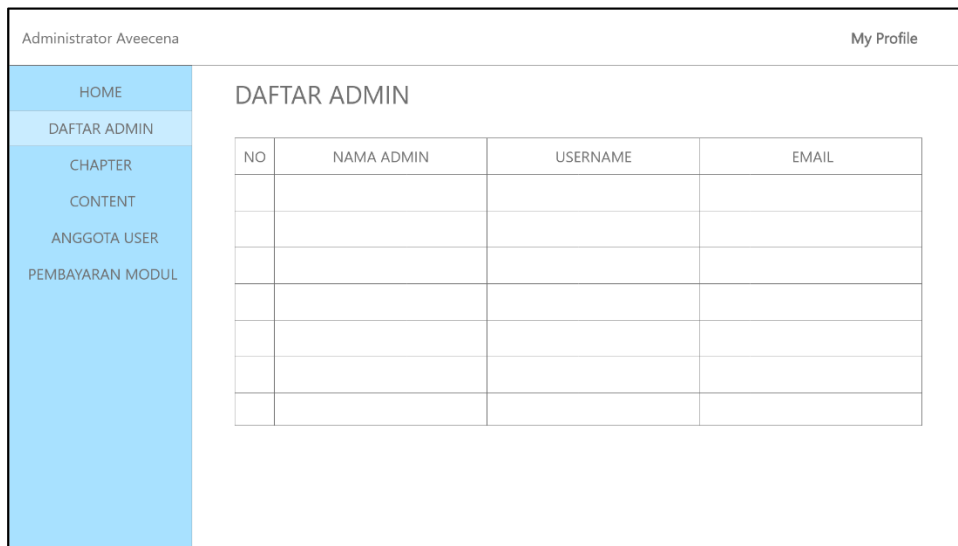 Administrator Aveecena
My Profile
HOME
DAFTAR ADMIN
CHAPTER
CONTENT
ANGGOTA USER
PEMBAYARAN MODUL
DAFTAR ADMIN
NO NAMA ADMIN USERNAME EMAIL